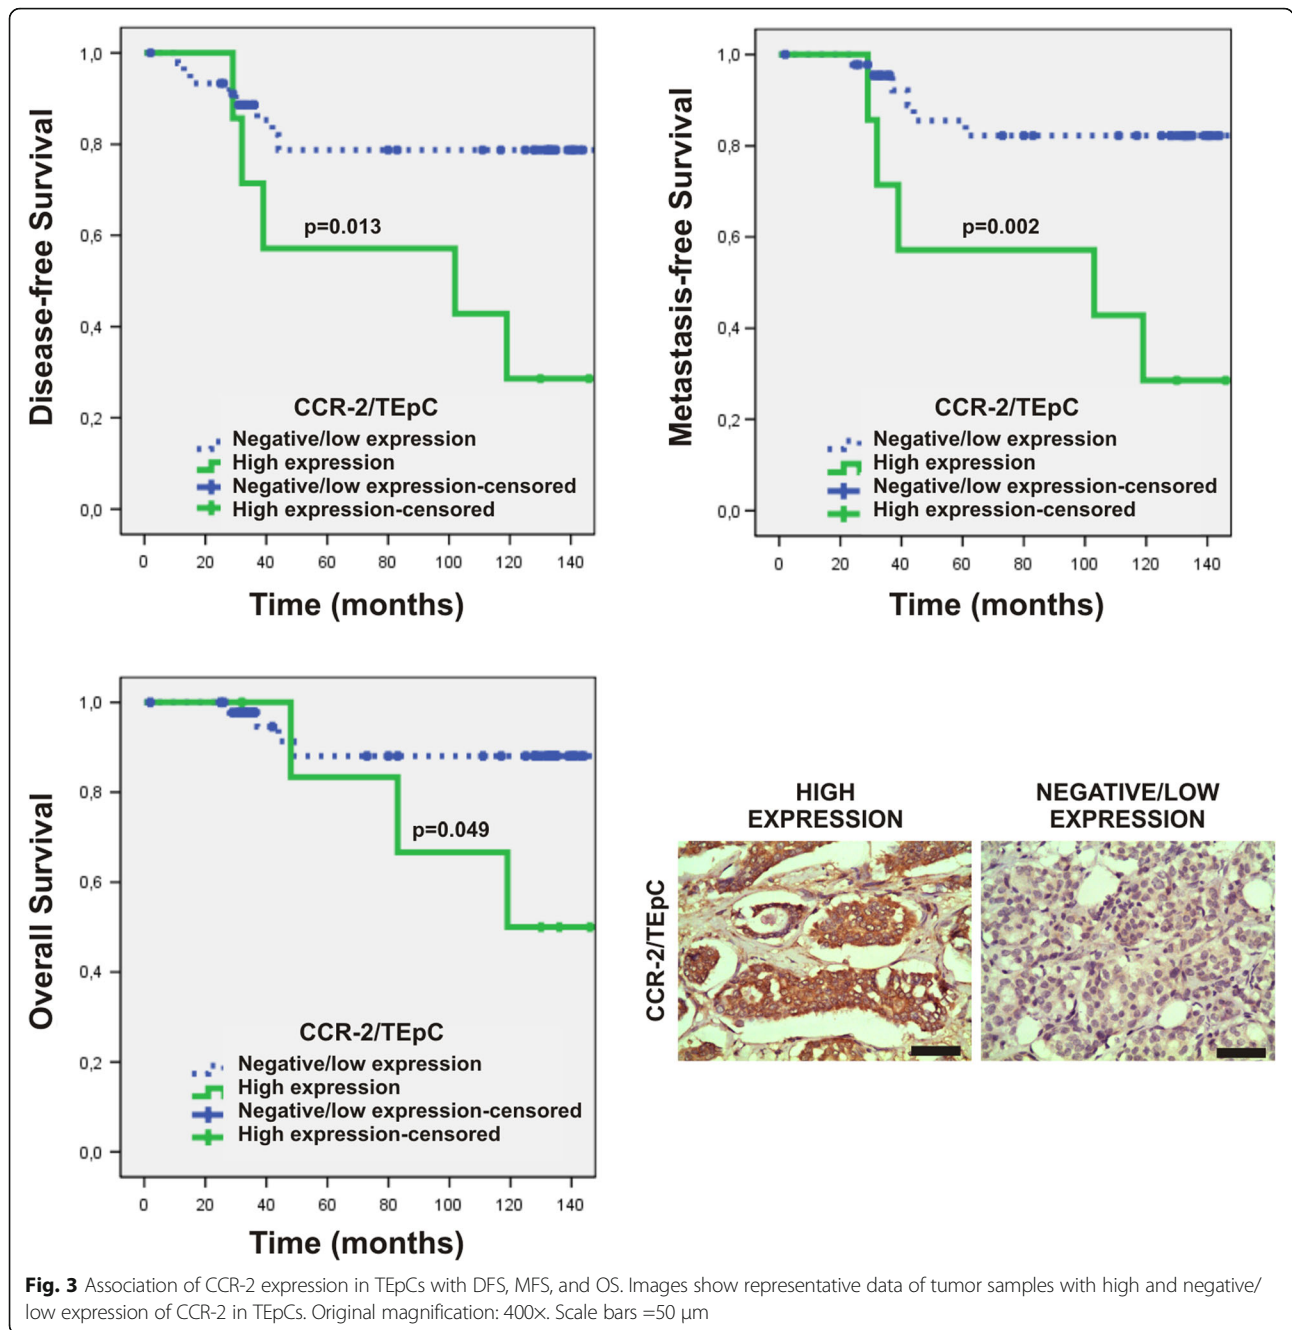 Disease-free Survival
1,0
0,8
0,6
0,4
0,2
0,0
p=0.013
CCR-2/TEpC
Negative/low expression
High expression
Negative/low expression-censored
High expression-censored
0 20 40 60 80 100 120 140
Time (months)
Metastasis-free Survival
1,0
0,8
0,6
0,4
0,2
0,0
p=0.002
CCR-2/TEpC
Negative/low expression
High expression
Negative/low expression-censored
High expression-censored
0 20 40 60 80 100 120 140
Time (months)
Overall Survival
1,0
0,8
0,6
0,4
0,2
0,0
p=0.049
CCR-2/TEpC
Negative/low expression
High expression
Negative/low expression-censored
High expression-censored
0 20 40 60 80 100 120 140
Time (months)
HIGH
EXPRESSION
NEGATIVE/LOW
EXPRESSION
CCR-2/TEpC
Fig. 3 Association of CCR-2 expression in TEpCs with DFS, MFS, and OS. Images show representative data of tumor samples with high and negative/
low expression of CCR-2 in TEpCs. Original magnification: 400×. Scale bars =50 μm